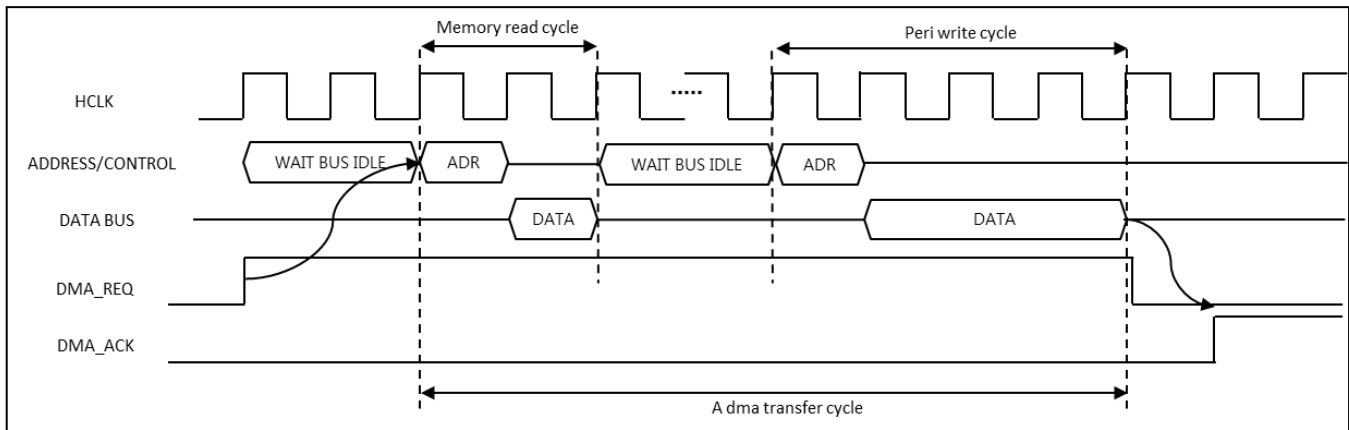 Memory read cycle
Peri write cycle
HCLK
.....
ADDRESS/CONTROL
WAIT BUS IDLE
ADR
WAIT BUS IDLE
ADR
DATA BUS
DATA
DATA
DMA_REQ
DMA_ACK
A dma transfer cycle